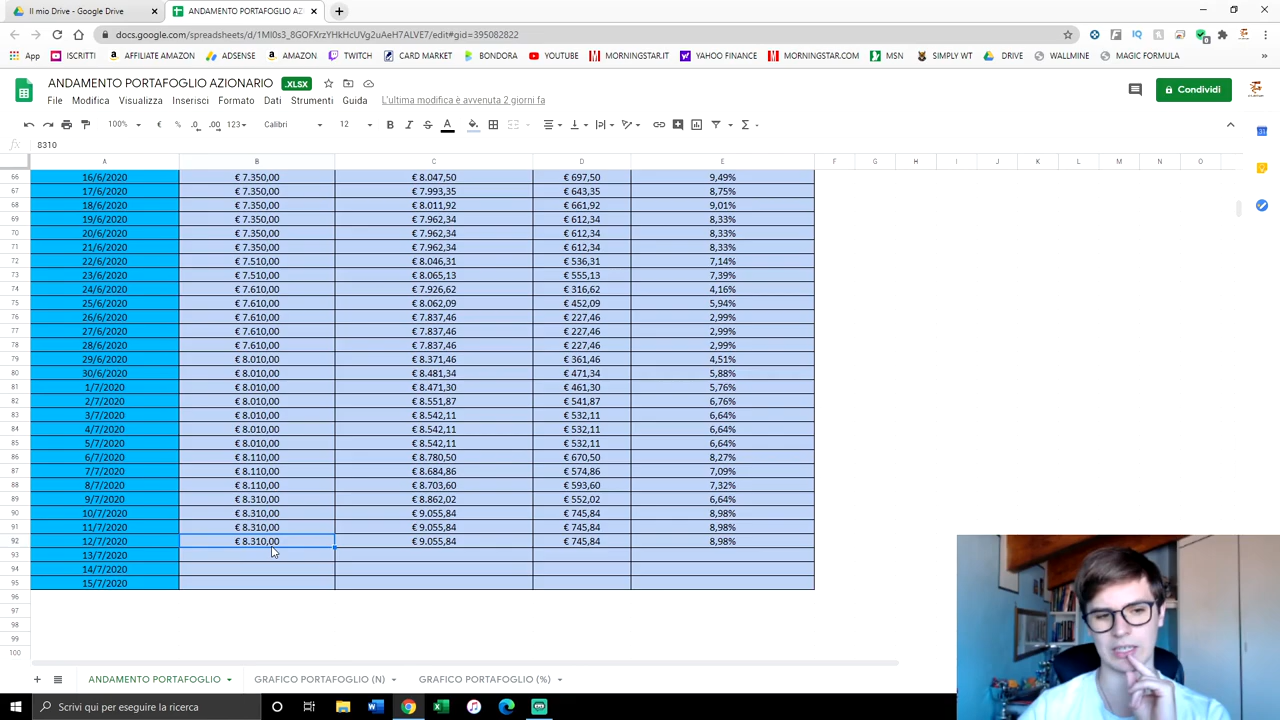 Il mio Drive - Google Drive
ANDAMENTO PORTAFOGLIO AZ
docs.google.com/spreadsheets/d/1Ml0s3_8GOFXrzYHkHcUVg2uAeH7ALVE7/edit#gid=395082822
App ISCRITTI AFFILIATE AMAZON ADSENSE AMAZON TWITCH CARD MARKET BONDORA YOUTUBE MORNINGSTAR.IT YAHOO FINANCE MORNINGSTAR.COM MSN SIMPLY WT DRIVE WALLMINE MAGIC FORMULA
ANDAMENTO PORTAFOGLIO AZIONARIO .XLSX
Condividi
File Modifica Visualizza Inserisci Formato Dati Strumenti Guida L'ultima modifica è avvenuta 2 giorni fa
100% € % .0 .00 123 Calibri 12
8310
A B C D E F G H I J K L M N O
66 16/6/2020 € 7.350,00 € 8.047,50 € 697,50 9,49%
67 17/6/2020 € 7.350,00 € 7.993,35 € 643,35 8,75%
68 18/6/2020 € 7.350,00 € 8.011,92 € 661,92 9,01%
69 19/6/2020 € 7.350,00 € 7.962,34 € 612,34 8,33%
70 20/6/2020 € 7.350,00 € 7.962,34 € 612,34 8,33%
71 21/6/2020 € 7.350,00 € 7.962,34 € 612,34 8,33%
72 22/6/2020 € 7.510,00 € 8.046,31 € 536,31 7,14%
73 23/6/2020 € 7.510,00 € 8.065,13 € 555,13 7,39%
74 24/6/2020 € 7.610,00 € 7.926,62 € 316,62 4,16%
75 25/6/2020 € 7.610,00 € 8.062,09 € 452,09 5,94%
76 26/6/2020 € 7.610,00 € 7.837,46 € 227,46 2,99%
77 27/6/2020 € 7.610,00 € 7.837,46 € 227,46 2,99%
78 28/6/2020 € 7.610,00 € 7.837,46 € 227,46 2,99%
79 29/6/2020 € 8.010,00 € 8.371,46 € 361,46 4,51%
80 30/6/2020 € 8.010,00 € 8.481,34 € 471,34 5,88%
81 1/7/2020 € 8.010,00 € 8.471,30 € 461,30 5,76%
82 2/7/2020 € 8.010,00 € 8.551,87 € 541,87 6,76%
83 3/7/2020 € 8.010,00 € 8.542,11 € 532,11 6,64%
84 4/7/2020 € 8.010,00 € 8.542,11 € 532,11 6,64%
85 5/7/2020 € 8.010,00 € 8.542,11 € 532,11 6,64%
86 6/7/2020 € 8.110,00 € 8.780,50 € 670,50 8,27%
87 7/7/2020 € 8.110,00 € 8.684,86 € 574,86 7,09%
88 8/7/2020 € 8.110,00 € 8.703,60 € 593,60 7,32%
89 9/7/2020 € 8.310,00 € 8.862,02 € 552,02 6,64%
90 10/7/2020 € 8.310,00 € 9.055,84 € 745,84 8,98%
91 11/7/2020 € 8.310,00 € 9.055,84 € 745,84 8,98%
92 12/7/2020 € 8.310,00 € 9.055,84 € 745,84 8,98%
93 13/7/2020
94 14/7/2020
95 15/7/2020
96
97
98
99
100
ANDAMENTO PORTAFOGLIO GRAFICO PORTAFOGLIO (N) GRAFICO PORTAFOGLIO (%)
Scrivi qui per eseguire la ricerca